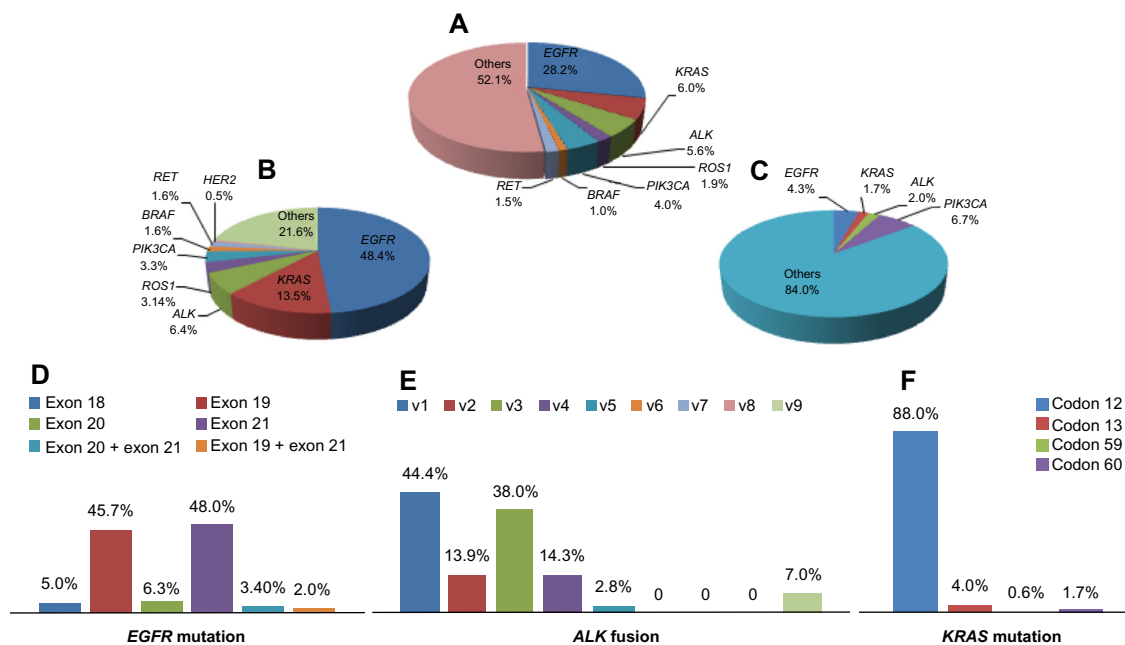 A
Others
52.1%
EGFR
28.2%
KRAS
6.0%
ALK
5.6%
ROS1
1.9%
PIK3CA
4.0%
BRAF
1.0%
RET
1.5%
B
RET
1.6%
HER2
0.5%
BRAF
1.6%
PIK3CA
3.3%
ROS1
3.14%
ALK
6.4%
Others
21.6%
EGFR
48.4%
KRAS
13.5%
C
EGFR
4.3%
KRAS
1.7%
ALK
2.0%
PIK3CA
6.7%
Others
84.0%
D
Exon 18
Exon 19
Exon 20
Exon 21
Exon 20 + exon 21
Exon 19 + exon 21
5.0%
45.7%
6.3%
48.0%
3.40%
2.0%
EGFR mutation
E
v1
v2
v3
v4
v5
v6
v7
v8
v9
44.4%
13.9%
38.0%
14.3%
2.8%
0
0
0
7.0%
ALK fusion
F
Codon 12
Codon 13
Codon 59
Codon 60
88.0%
4.0%
0.6%
1.7%
KRAS mutation